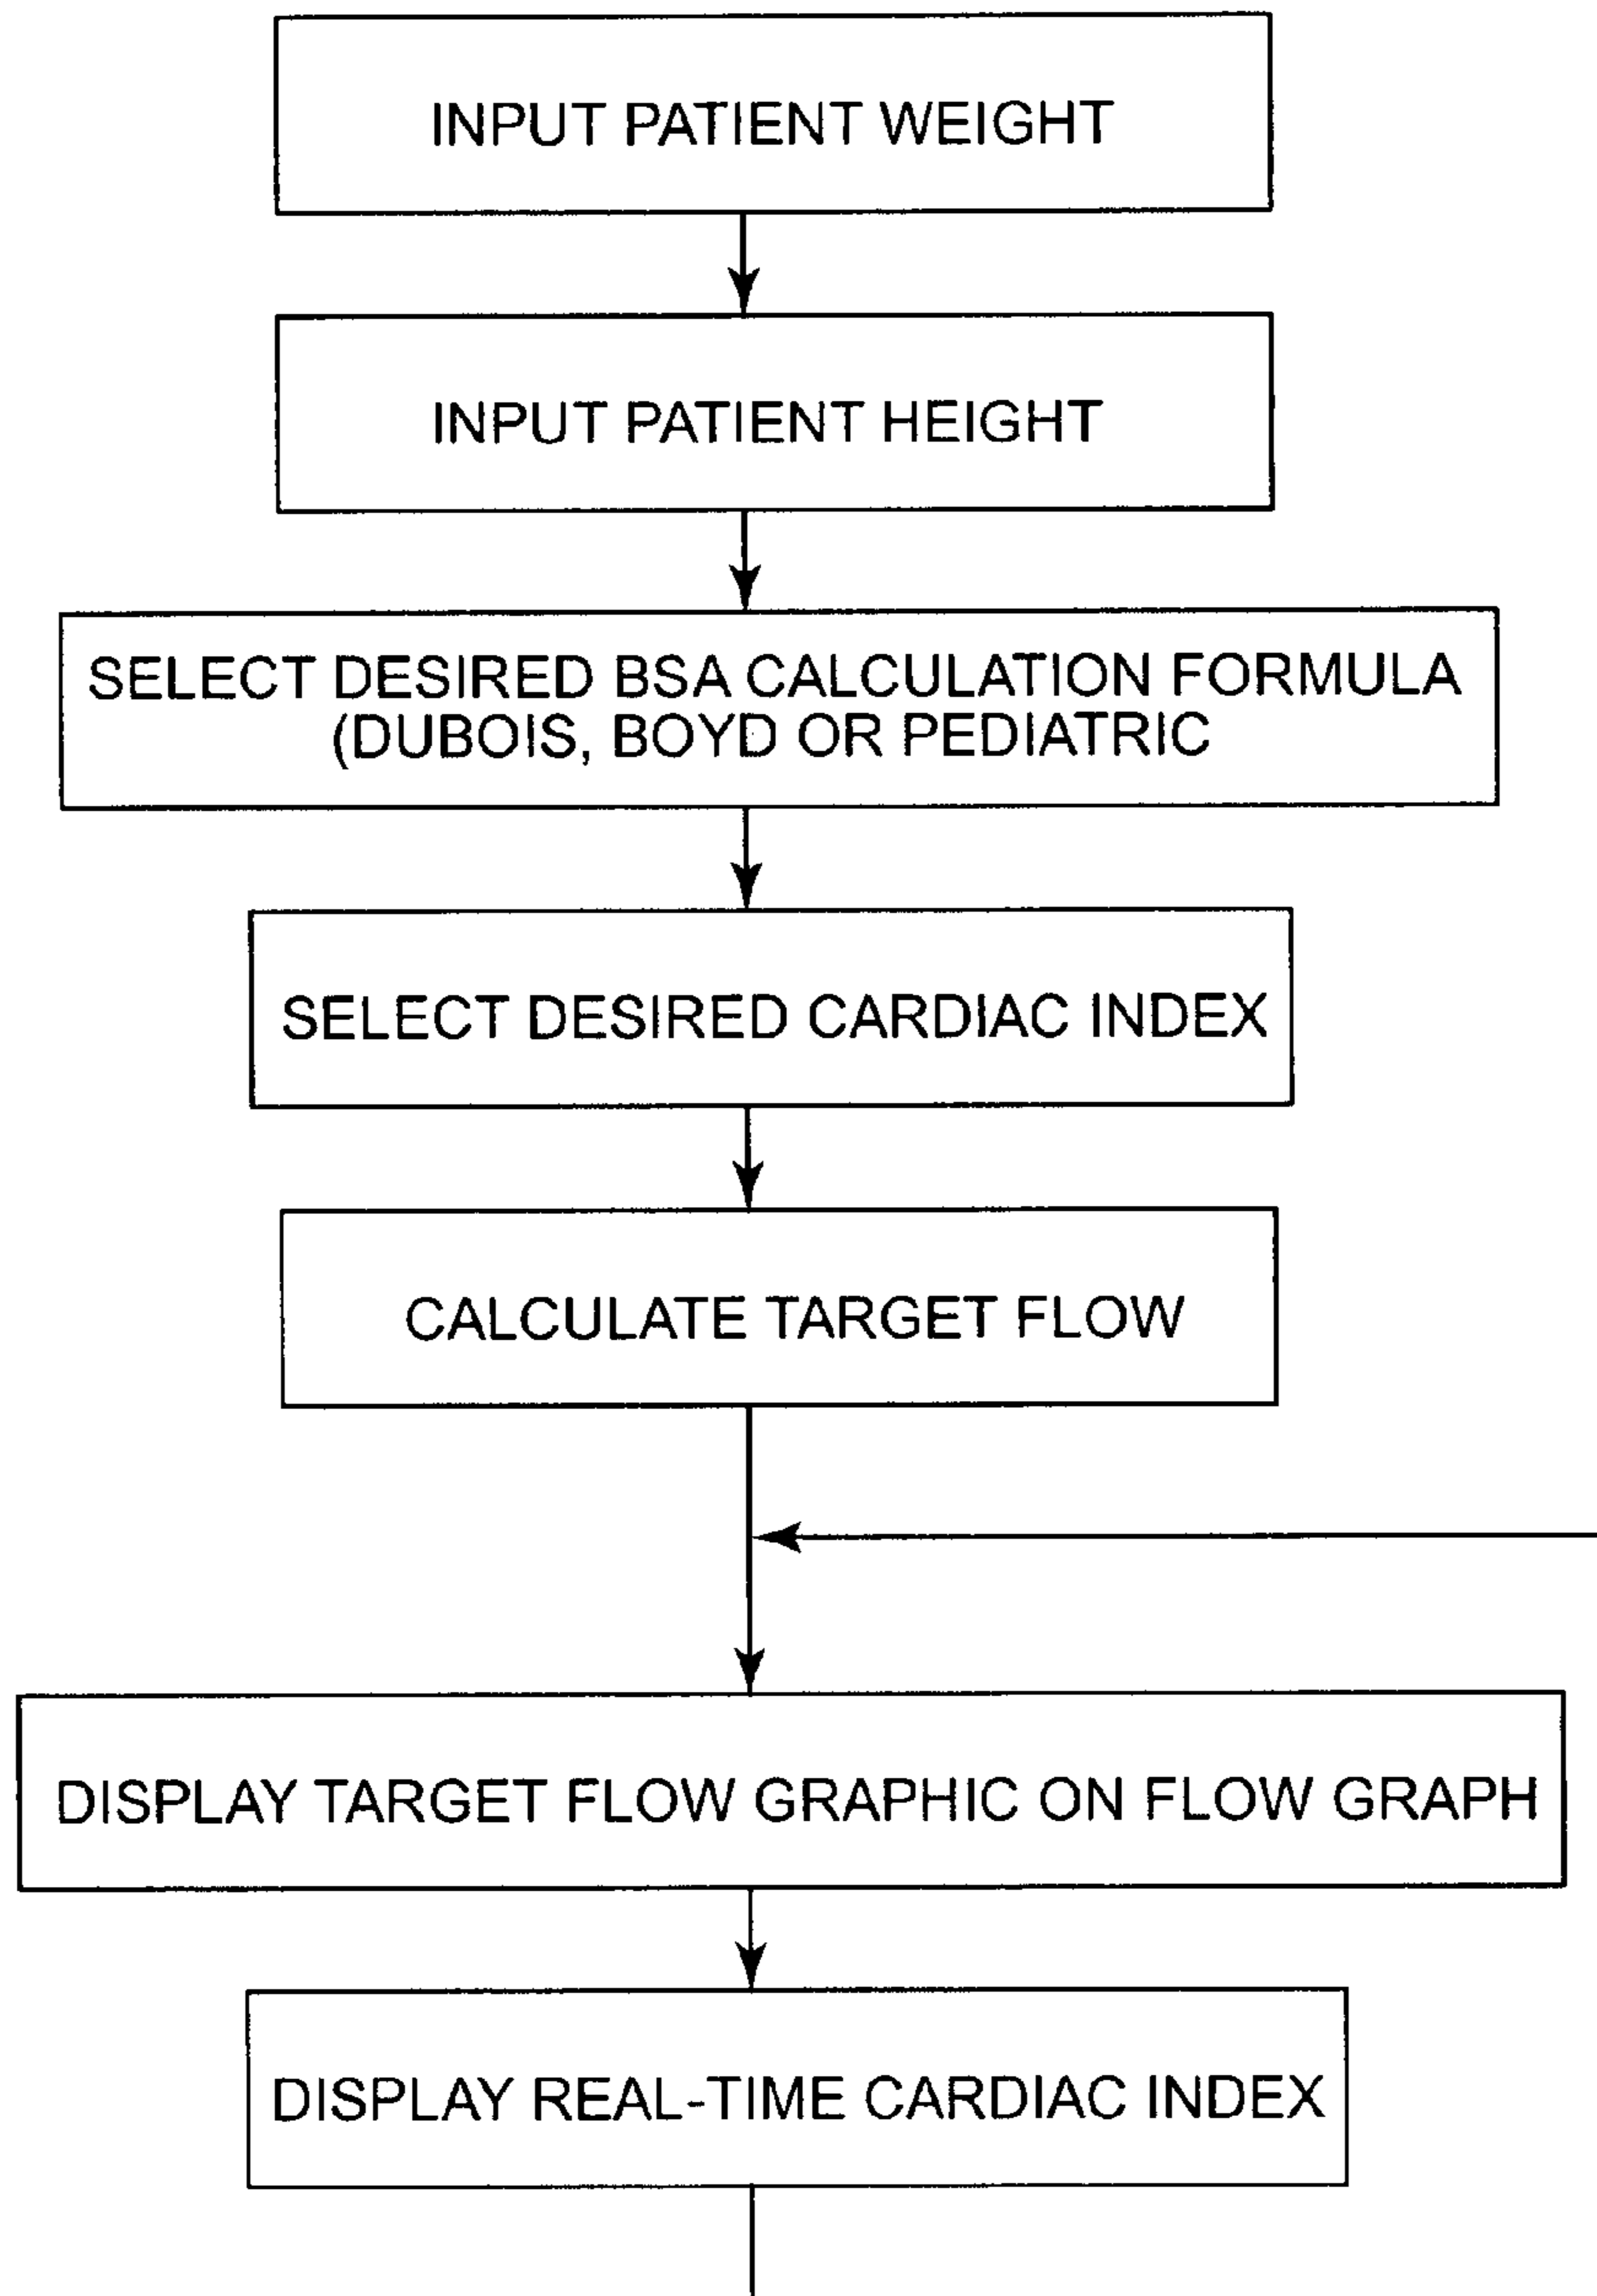 INPUT PATIENT WEIGHT
INPUT PATIENT HEIGHT
SELECT DESIRED BSA CALCULATION FORMULA
(DUBOIS, BOYD OR PEDIATRIC
SELECT DESIRED CARDIAC INDEX
CALCULATE TARGET FLOW
DISPLAY TARGET FLOW GRAPHIC ON FLOW GRAPH
DISPLAY REAL-TIME CARDIAC INDEX